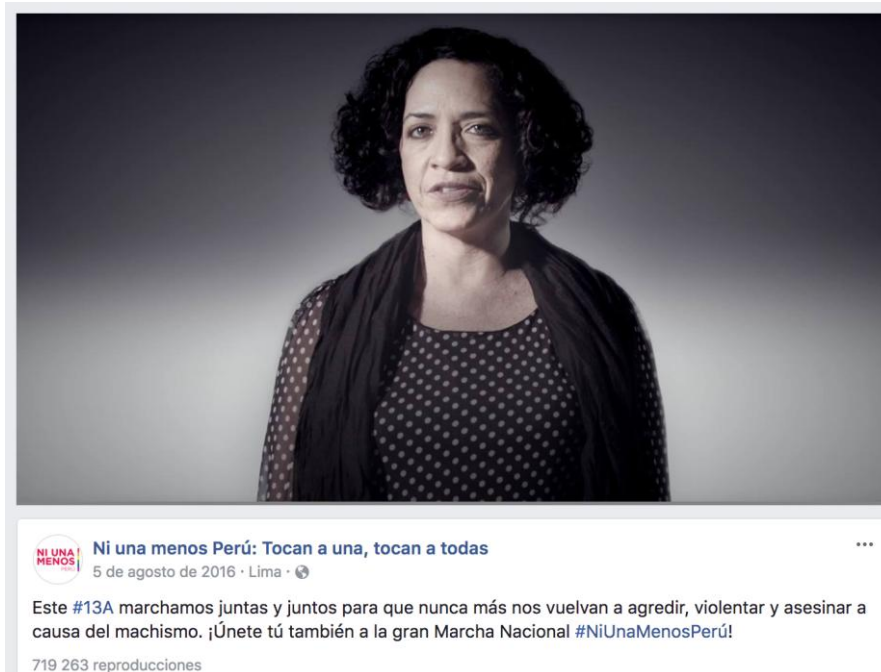 NI UNA
MENOS
PERÚ
Ni una menos Perú: Tocan a una, tocan a todas
5 de agosto de 2016 · Lima ·
Este #13A marchamos juntas y juntos para que nunca más nos vuelvan a agredir, violentar y asesinar a
causa del machismo. ¡Únete tú también a la gran Marcha Nacional #NiUnaMenosPerú!
719 263 reproducciones